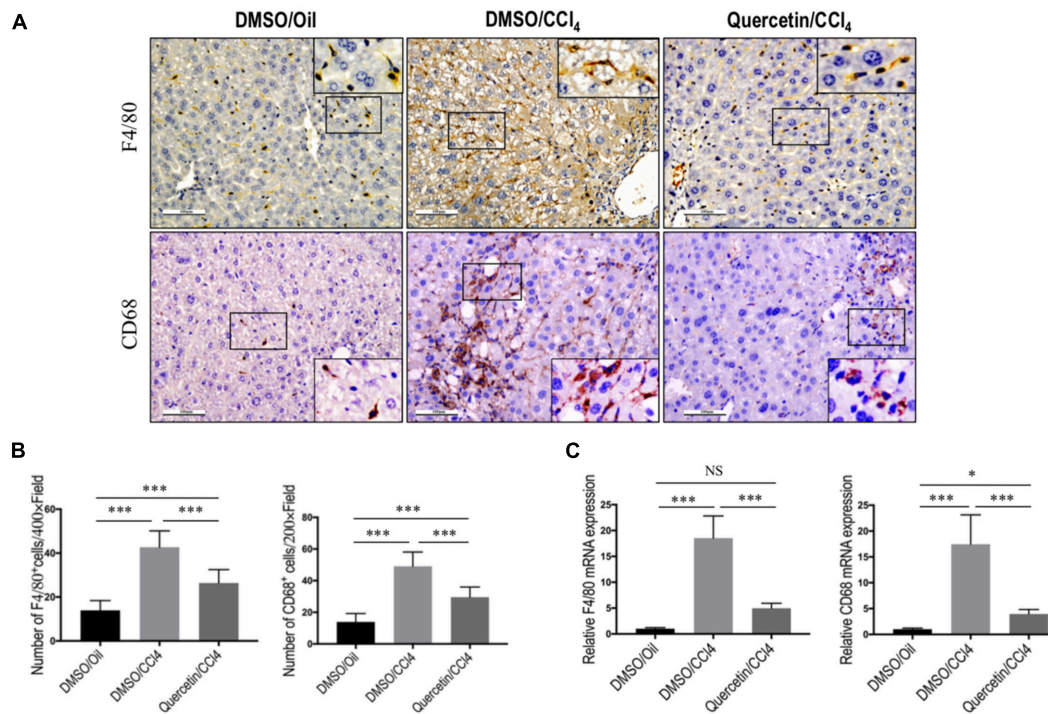 A
DMSO/Oil DMSO/CCl₄ Quercetin/CCl₄
F4/80
CD68
B
Number of F4/80⁺cells/400×Field
60
40
20
0
***
*** ***
DMSO/Oil
DMSO/CCl4
Quercetin/CCl4
Number of CD68⁺ cells/200×Field
80
60
40
20
0
***
*** ***
DMSO/Oil
DMSO/CCl4
Quercetin/CCl4
C
Relative F4/80 mRNA expression
25
20
15
10
5
0
NS
*** ***
DMSO/Oil
DMSO/CCl4
Quercetin/CCl4
Relative CD68 mRNA expression
25
20
15
10
5
0
*
*** ***
DMSO/Oil
DMSO/CCl4
Quercetin/CCl4